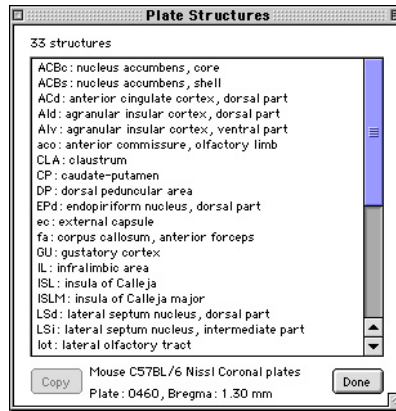 Plate Structures
33 structures
ACBc: nucleus accumbens, core
ACBs: nucleus accumbens, shell
ACd: anterior cingulate cortex, dorsal part
AId: agranular insular cortex, dorsal part
AIv: agranular insular cortex, ventral part
aco: anterior commissure, olfactory limb
CLA: claustrum
CP: caudate-putamen
DP: dorsal peduncular area
EPd: endopiriform nucleus, dorsal part
ec: external capsule
fa: corpus callosum, anterior forceps
GU: gustatory cortex
IL: infralimbic area
ISL: insula of Calleja
ISLM: insula of Calleja major
LSd: lateral septum nucleus, dorsal part
LSi: lateral septum nucleus, intermediate part
lot: lateral olfactory tract
Copy
Mouse C57BL/6 Nissl Coronal plates
Plate: 0460, Bregma: 1.30 mm
Done